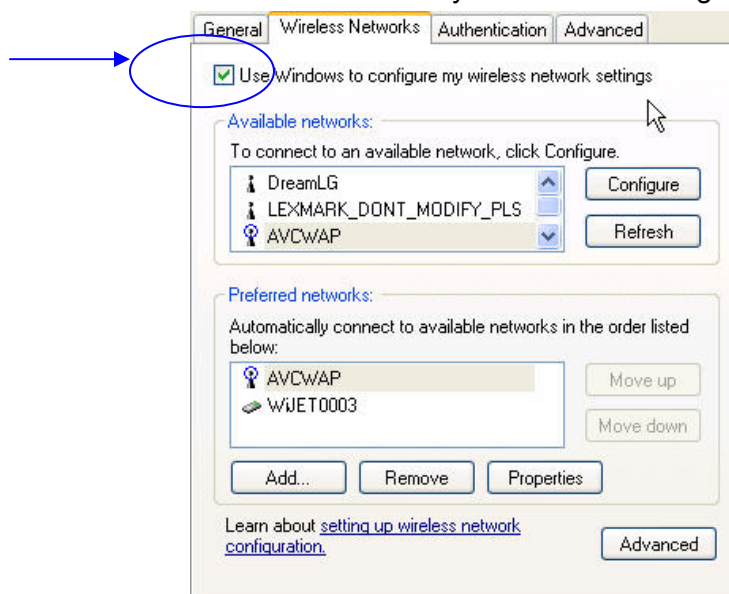 General Wireless Networks Authentication Advanced
Use Windows to configure my wireless network settings
Available networks:
To connect to an available network, click Configure.
DreamLG
Configure
LEXMARK_DONT_MODIFY_PLS
AVCWAP
Refresh
Preferred networks:
Automatically connect to available networks in the order listed
below:
AVCWAP
Move up
WiJET0003
Move down
Add... Remove Properties
Learn about setting up wireless network
configuration.
Advanced